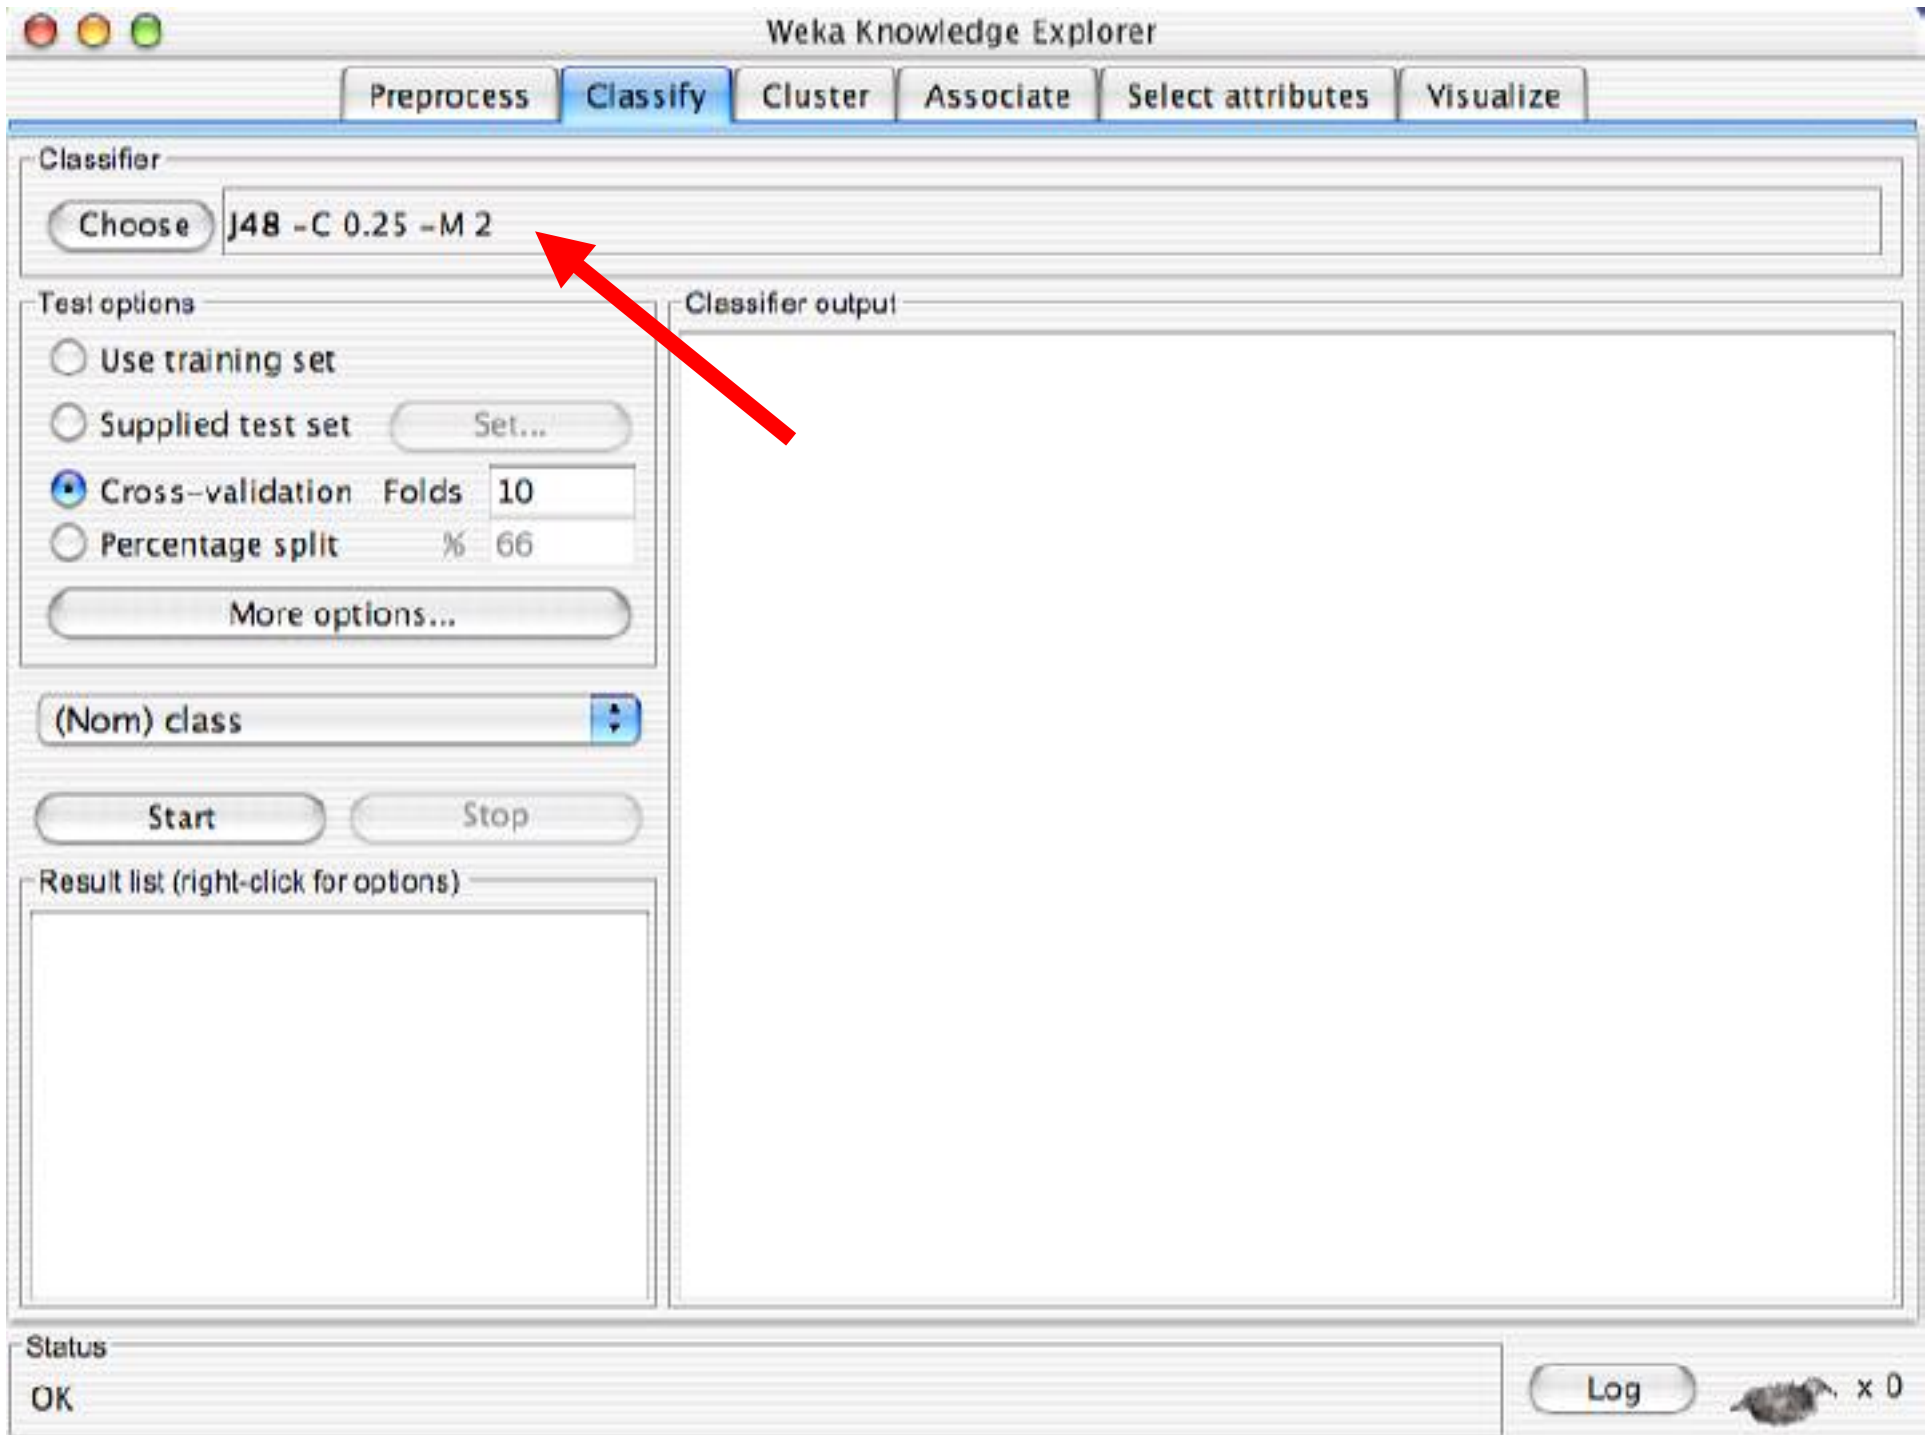 Weka Knowledge Explorer
Preprocess Classify Cluster Associate Select attributes Visualize
Classifier
Choose J48 -C 0.25 -M 2
Test options
Use training set
Supplied test set Set...
Cross-validation Folds 10
Percentage split % 66
More options...
(Nom) class
Start Stop
Result list (right-click for options)
Classifier output
Status
OK
Log x 0